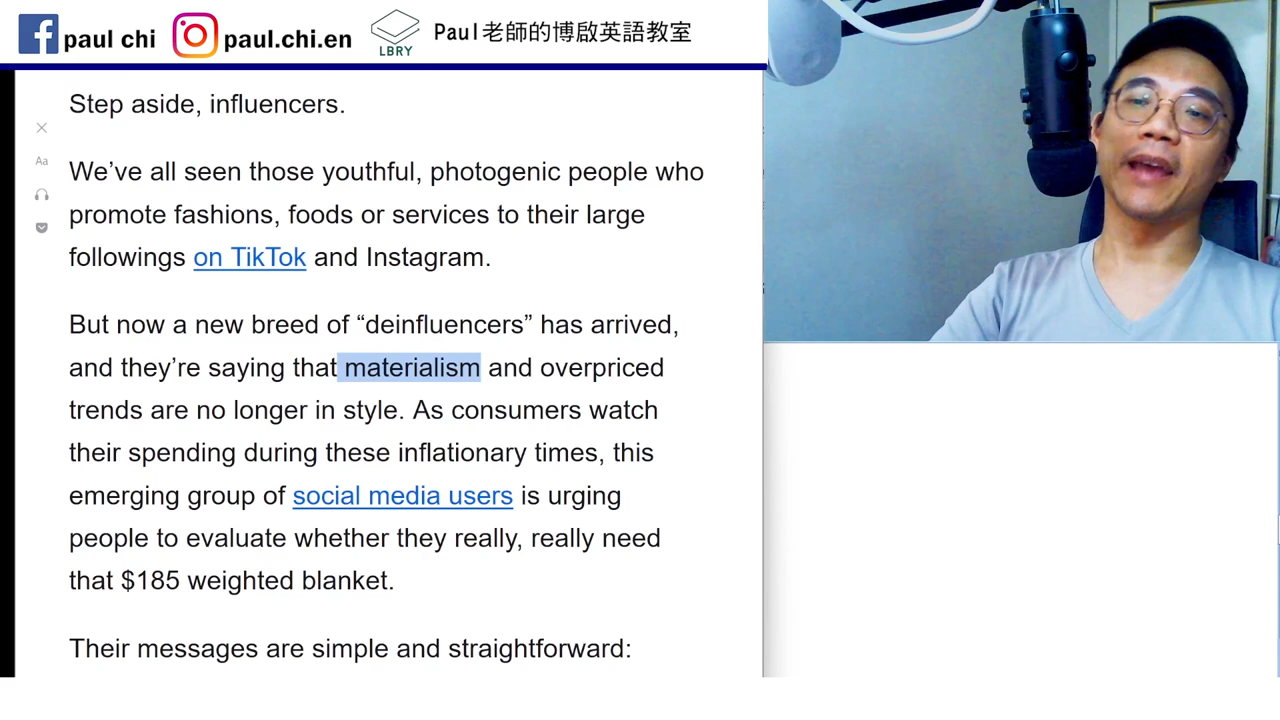 paul chi
paul.chi.en
LBRY
Paul老師的博啟英語教室
Step aside, influencers.
Aa
We’ve all seen those youthful, photogenic people who
promote fashions, foods or services to their large
followings on TikTok and Instagram.
But now a new breed of “deinfluencers” has arrived,
and they’re saying that materialism and overpriced
trends are no longer in style. As consumers watch
their spending during these inflationary times, this
emerging group of social media users is urging
people to evaluate whether they really, really need
that $185 weighted blanket.
Their messages are simple and straightforward: